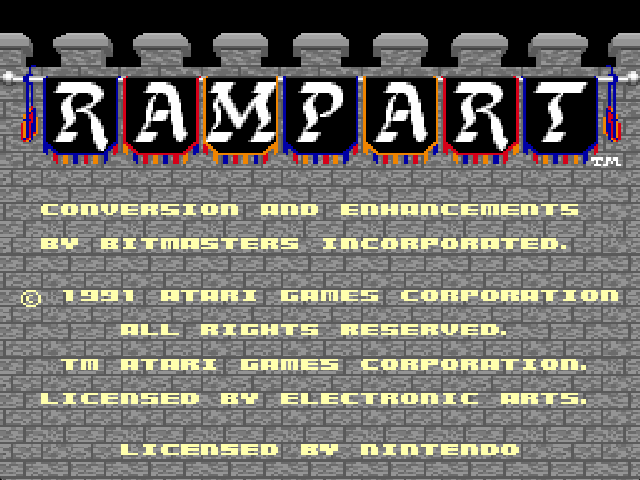 RAMPART
TM
CONVERSION AND ENHANCEMENTS
BY BITMASTERS INCORPORATED.
© 1991 ATARI GAMES CORPORATION
ALL RIGHTS RESERVED.
TM ATARI GAMES CORPORATION.
LICENSED BY ELECTRONIC ARTS.
LICENSED BY NINTENDO